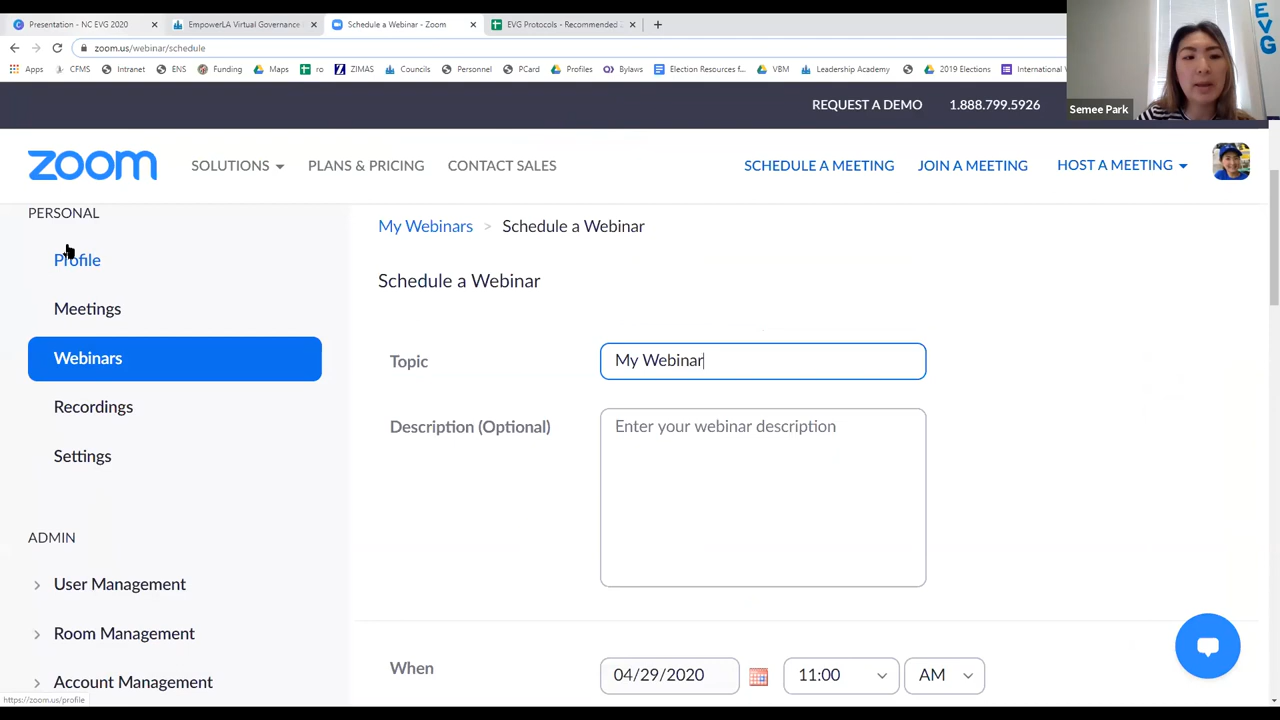 Presentation - NC EVG 2020
EmpowerLA Virtual Governance
Schedule a Webinar - Zoom
EVG Protocols - Recommended
zoom.us/webinar/schedule
Apps
CFMS
Intranet
ENS
Funding
Maps
ro
ZIMAS
Councils
Personnel
PCard
Profiles
Bylaws
Election Resources f...
VBM
Leadership Academy
2019 Elections
International
EVG
Semee Park
REQUEST A DEMO
1.888.799.5926
zoom
SOLUTIONS
PLANS & PRICING
CONTACT SALES
SCHEDULE A MEETING
JOIN A MEETING
HOST A MEETING
PERSONAL
Profile
Meetings
Webinars
Recordings
Settings
ADMIN
User Management
Room Management
Account Management
My Webinars > Schedule a Webinar
Schedule a Webinar
Topic
My Webinar
Description (Optional)
Enter your webinar description
When
04/29/2020
11:00
AM
https://zoom.us/profile